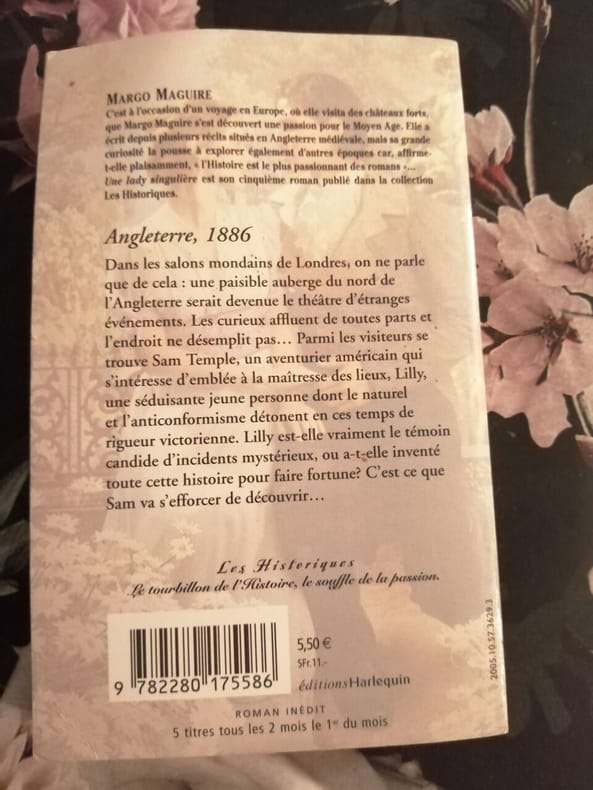 MARGO MAGUIRE
C'est à l'occasion d'un voyage en Europe, où elle visita des châteaux forts,
que Margo Maguire s'est découvert une passion pour le Moyen Age. Elle a
écrit depuis plusieurs récits situés en Angleterre médiévale, mais sa grande
curiosité la pousse à explorer également d'autres époques car, affirme-
t-elle plaisamment, « l'Histoire est le plus passionnant des romans »...
Une lady singulière est son cinquième roman publié dans la collection
Les Historiques.
Angleterre, 1886
Dans les salons mondains de Londres, on ne parle
que de cela : une paisible auberge du nord de
l'Angleterre serait devenue le théâtre d'étranges
événements. Les curieux affluent de toutes parts et
l'endroit ne désemplit pas... Parmi les visiteurs se
trouve Sam Temple, un aventurier américain qui
s'intéresse d'emblée à la maîtresse des lieux, Lilly,
une séduisante jeune personne dont le naturel
et l'anticonformisme détonent en ces temps de
rigueur victorienne. Lilly est-elle vraiment le témoin
candide d'incidents mystérieux, ou a-t-elle inventé
toute cette histoire pour faire fortune? C'est ce que
Sam va s'efforcer de découvrir...
Les Historiques
Le tourbillon de l'Histoire, le souffle de la passion.
9 782280 175586
5,50 €
SFr.11.-
éditions Harlequin
2005.10.57.3629.3
ROMAN INÉDIT
5 titres tous les 2 mois le 1er du mois